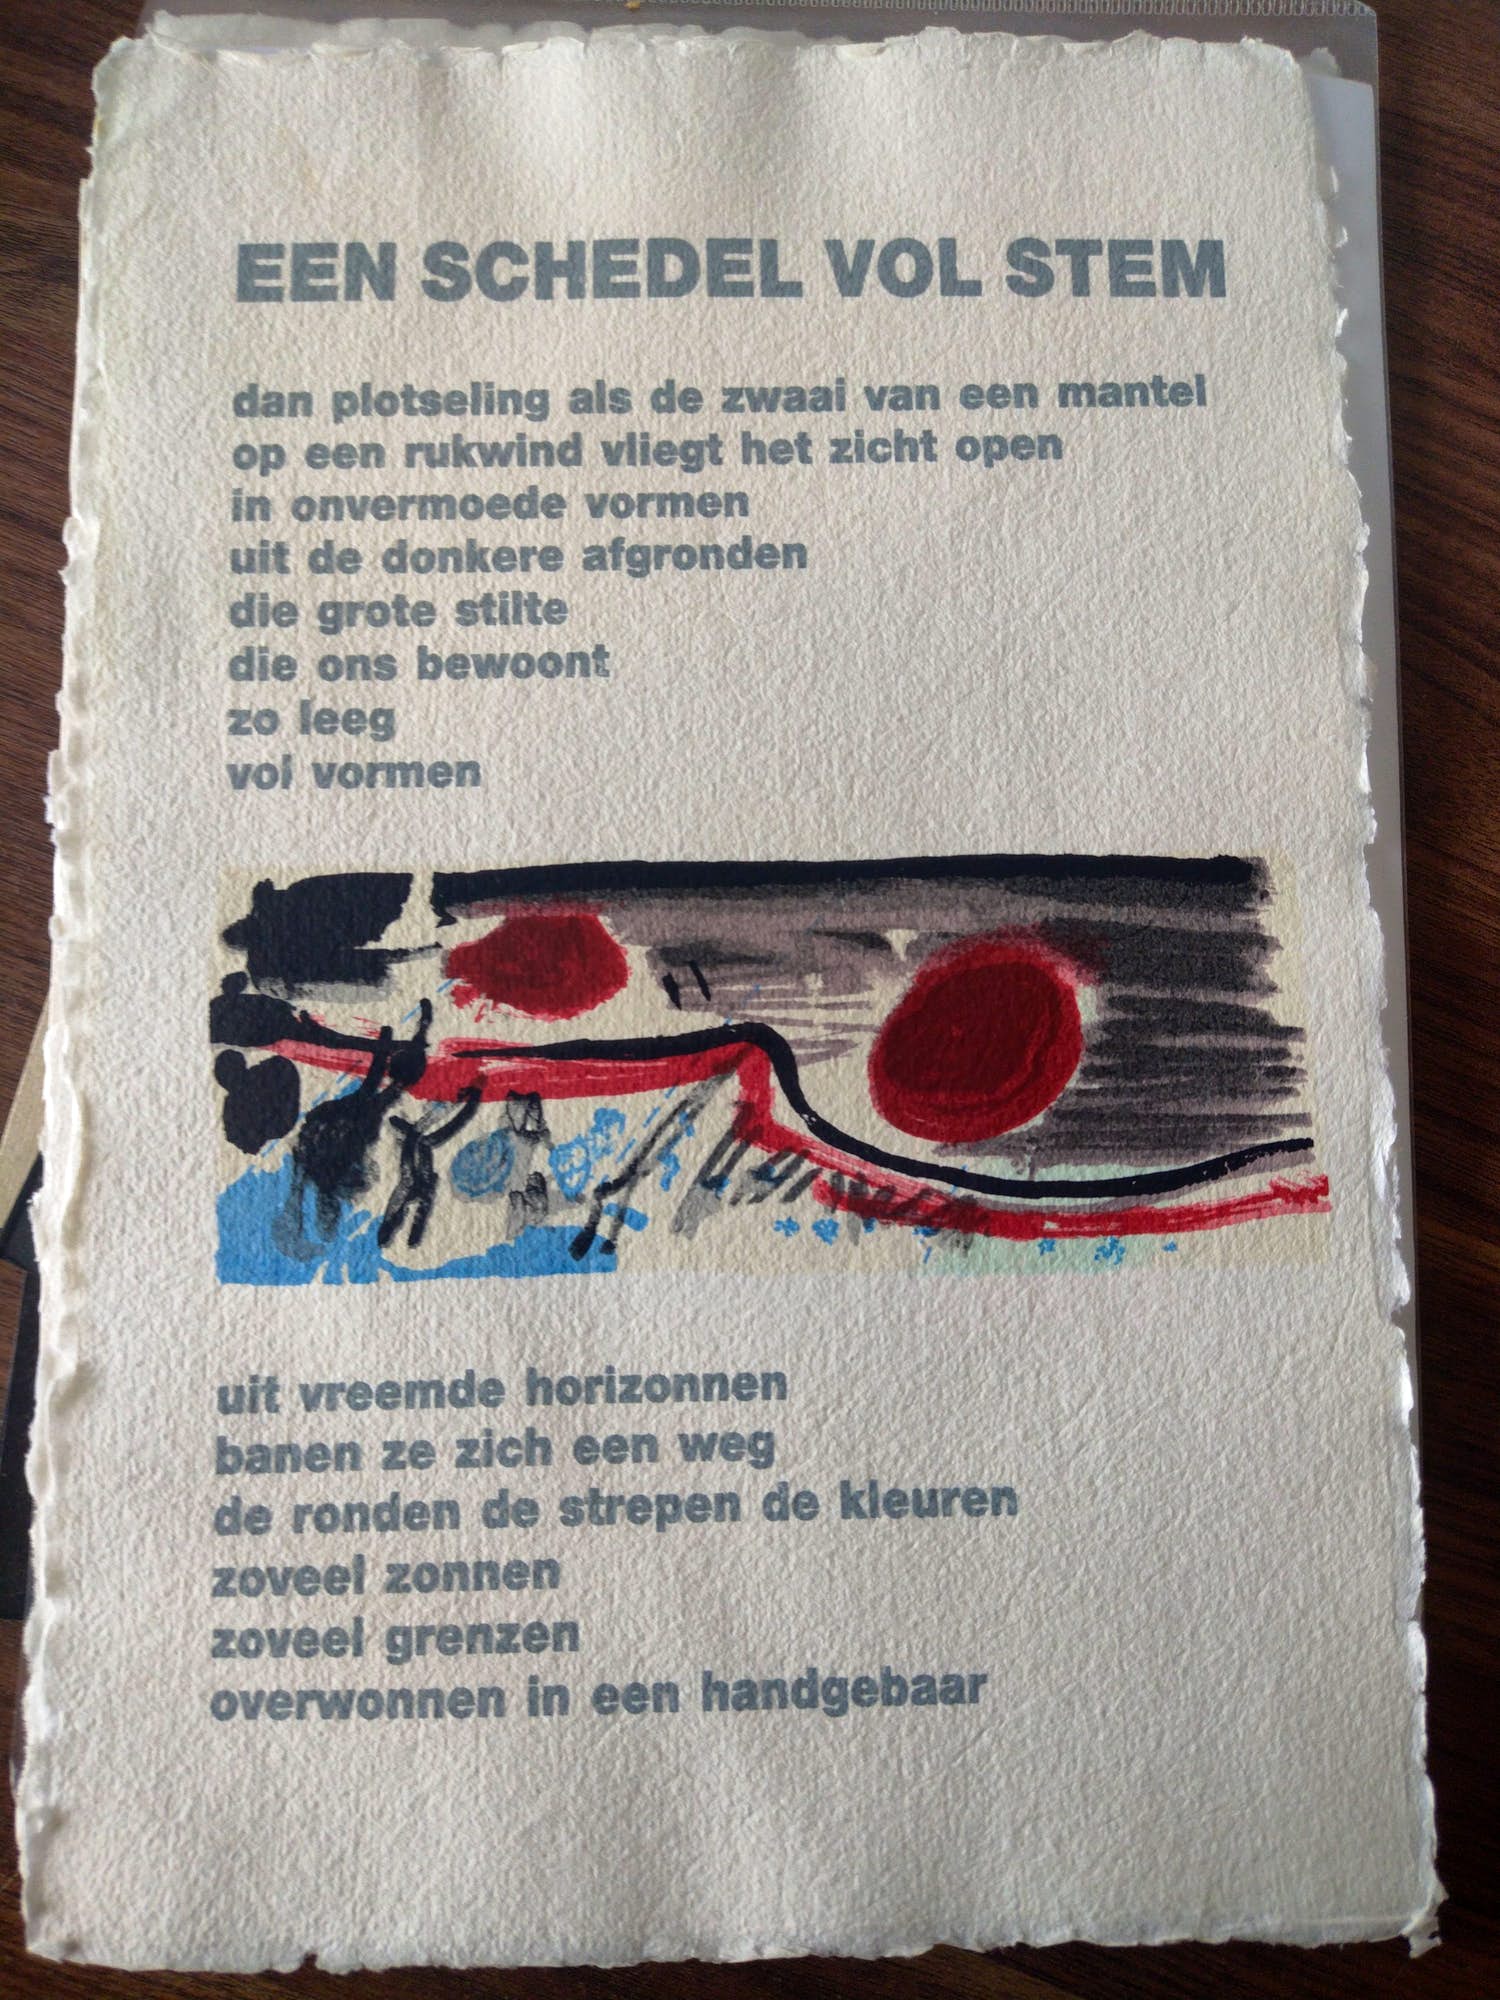 EEN SCHEDEL VOL STEM
dan plotseling als de zwaai van een mantel
op een rukwind vliegt het zicht open
in onvermoede vormen
uit de donkere afgronden
die grote stilte
die ons bewoont
zo leeg
vol vormen
uit vreemde horizonnen
banen ze zich een weg
de ronden de strepen de kleuren
zoveel zonnen
zoveel grenzen
overwonnen in een handgebaar